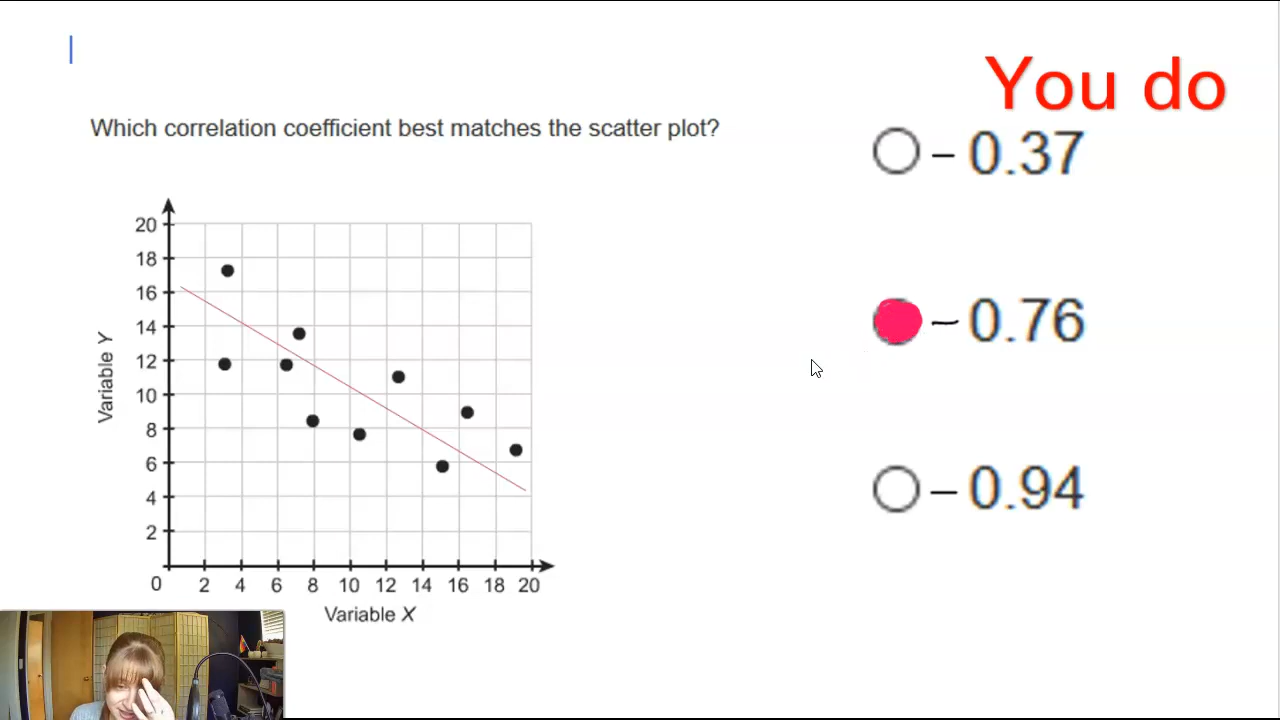 You do
Which correlation coefficient best matches the scatter plot?
– 0.37
– 0.76
– 0.94
20
18
16
14
12
10
8
6
4
2
0
Variable Y
2 4 6 8 10 12 14 16 18 20
Variable X